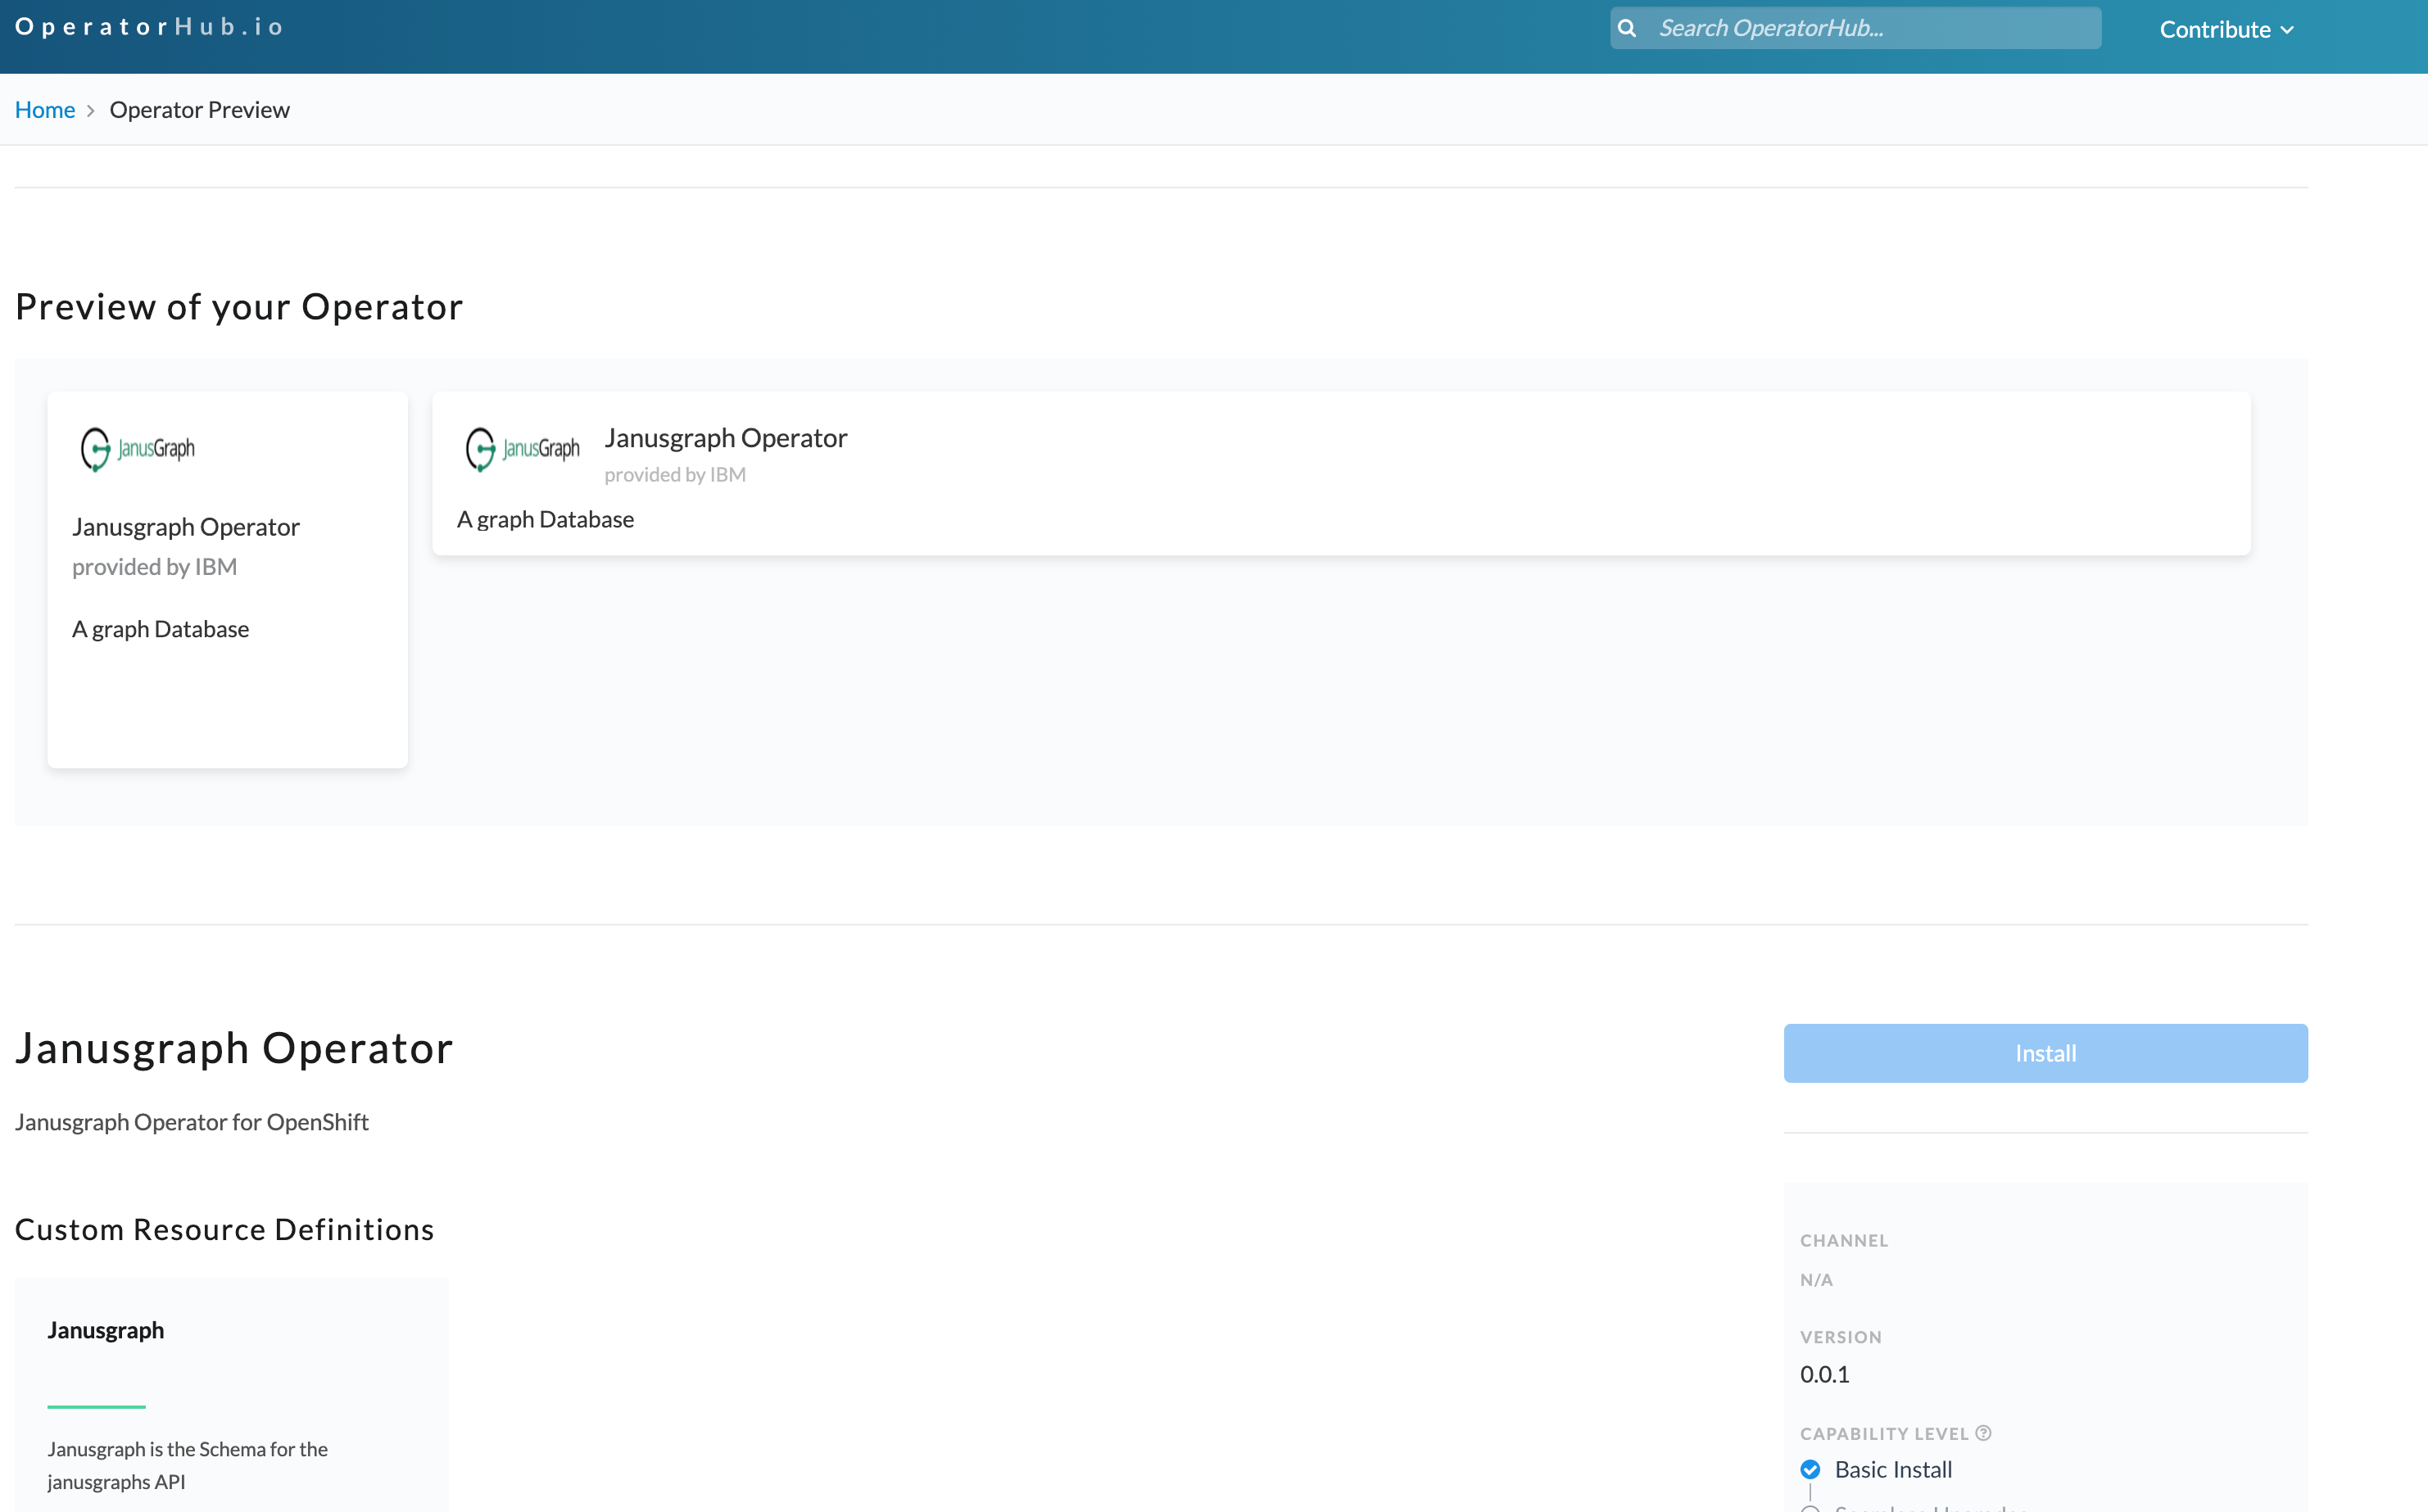 OperatorHub.io
Search OperatorHub...
Contribute
Home > Operator Preview
Preview of your Operator
JanusGraph
Janusgraph Operator
provided by IBM
A graph Database
JanusGraph
Janusgraph Operator
provided by IBM
A graph Database
Janusgraph Operator
Janusgraph Operator for OpenShift
Custom Resource Definitions
Janusgraph
Janusgraph is the Schema for the
janusgraphs API
Install
CHANNEL
N/A
VERSION
0.0.1
CAPABILITY LEVEL
Basic Install